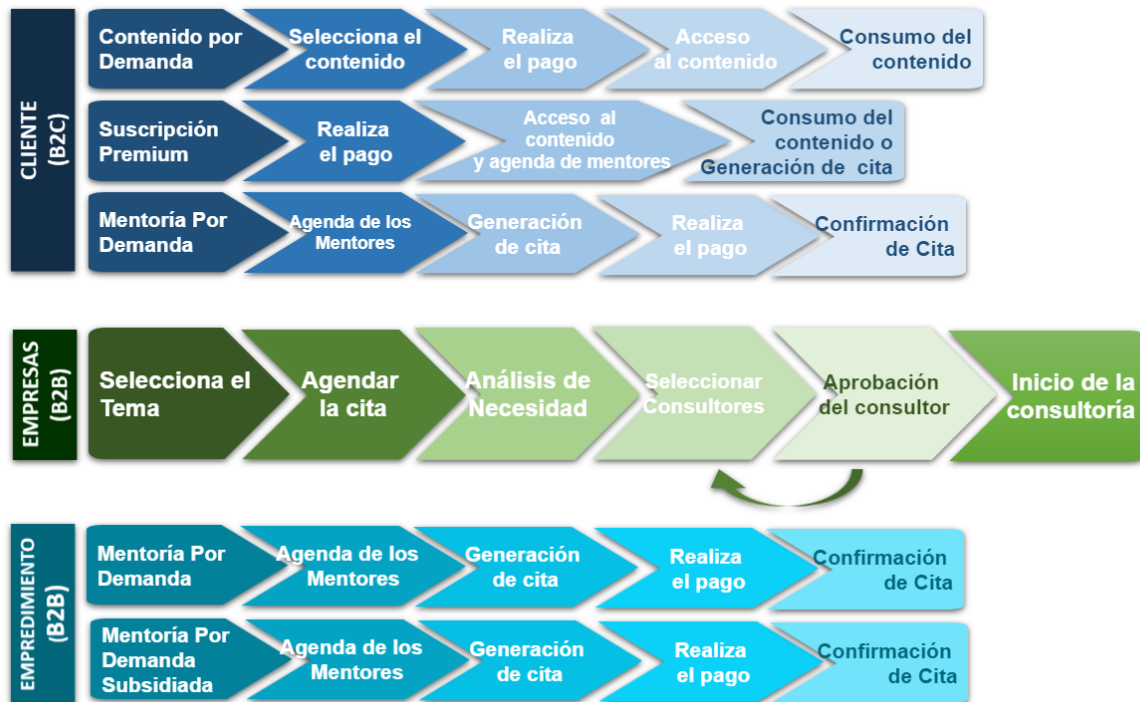 CLIENTE
(B2C)
Contenido por
Demanda
Selecciona el
contenido
Realiza
el pago
Acceso
al contenido
Consumo del
contenido
Suscripción
Premium
Realiza
el pago
Acceso al
contenido
y agenda de mentores
Consumo del
contenido o
Generación de cita
Mentoría Por
Demanda
Agenda de los
Mentores
Generación
de cita
Realiza
el pago
Confirmación
de Cita
EMPRESAS
(B2B)
Selecciona el
Tema
Agendar
la cita
Análisis de
Necesidad
Seleccionar
Consultores
Aprobación
del consultor
Inicio de la
consultoría
EMPREDIMIENTO
(B2B)
Mentoría Por
Demanda
Agenda de los
Mentores
Generación
de cita
Realiza
el pago
Confirmación
de Cita
Mentoría Por
Demanda
Subsidiada
Agenda de los
Mentores
Generación
de cita
Realiza
el pago
Confirmación
de Cita